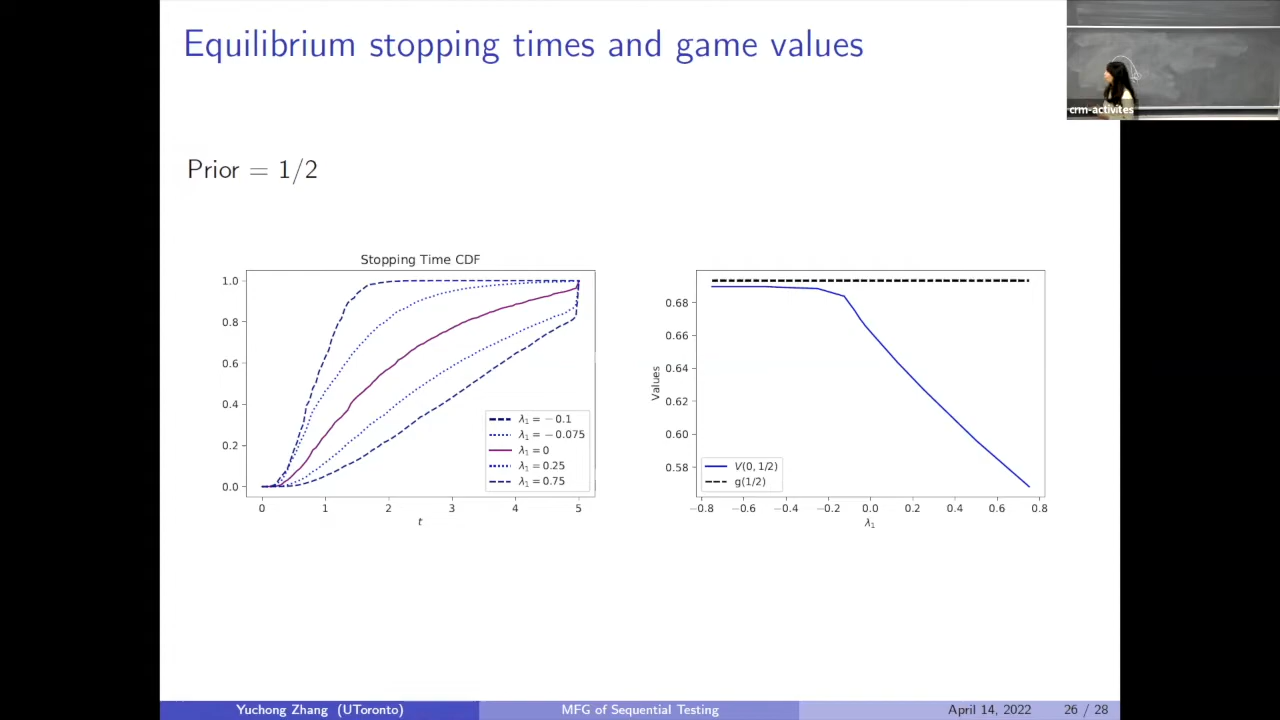 Equilibrium stopping times and game values
crm-activites
Prior = 1/2
Stopping Time CDF
1.0
0.8
0.6
0.4
0.2
0.0
0 1 2 3 4 5
t
λ₁ = −0.1
λ₁ = −0.075
λ₁ = 0
λ₁ = 0.25
λ₁ = 0.75
Values
0.68
0.66
0.64
0.62
0.60
0.58
−0.8 −0.6 −0.4 −0.2 0.0 0.2 0.4 0.6 0.8
λ₁
V(0, 1/2)
g(1/2)
Yuchong Zhang (UToronto) MFG of Sequential Testing April 14, 2022 26 / 28